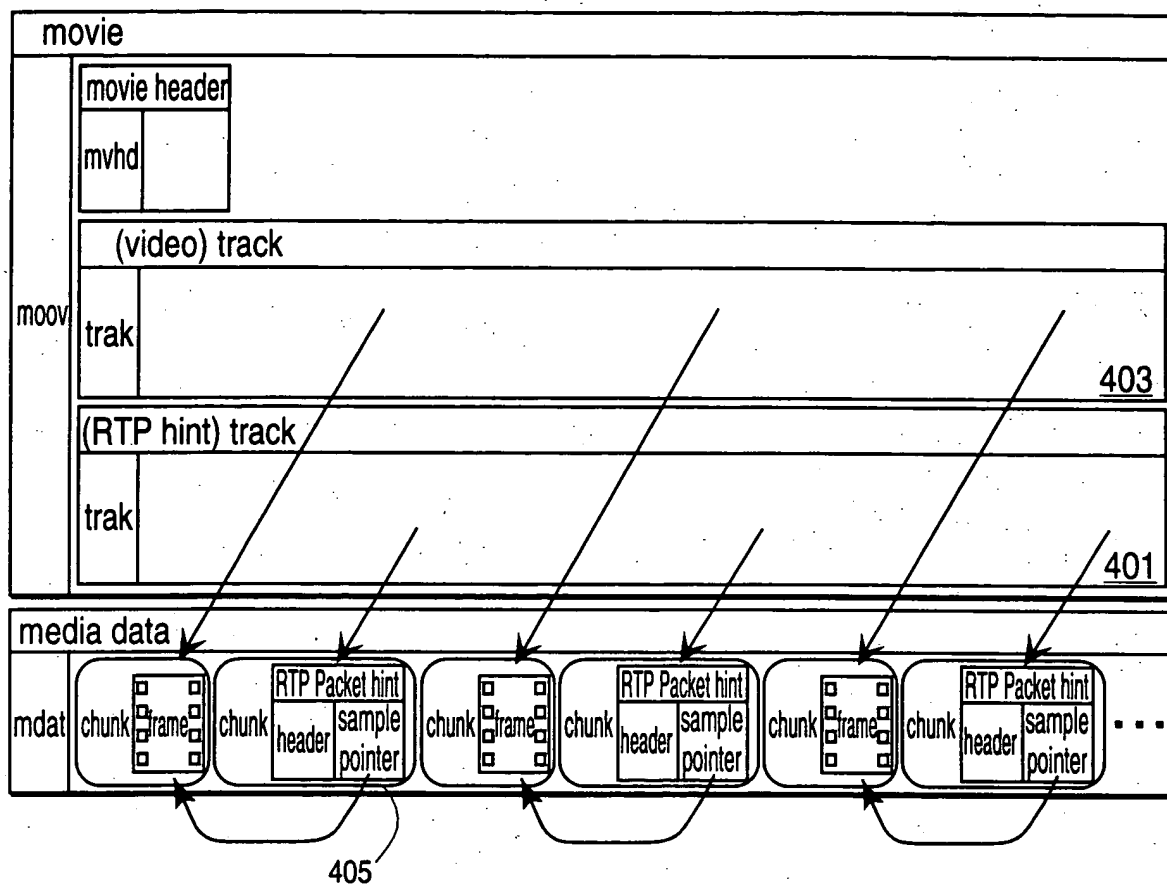 movie
movie header
mvhd
(video) track
moov
trak
403
(RTP hint) track
trak
401
media data
mdat
chunk
frame
chunk
RTP Packet hint
header
sample
pointer
chunk
frame
chunk
RTP Packet hint
header
sample
pointer
chunk
frame
chunk
RTP Packet hint
header
sample
pointer
405